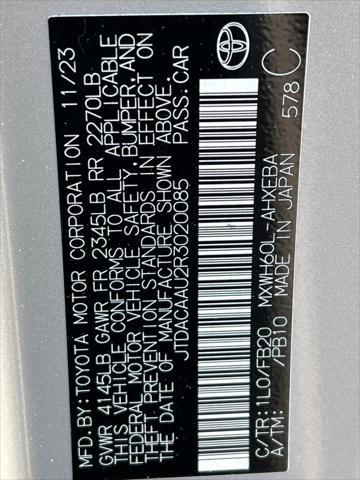 MFD.BY:TOYOTA MOTOR CORPORATION 11/23
GVWR 4145LB GAWR FR 2345LB RR 2270LB
THIS VEHICLE CONFORMS TO ALL APPLICABLE
FEDERAL MOTOR VEHICLE SAFETY, BUMPER, AND
THEFT PREVENTION STANDARDS IN EFFECT ON
THE DATE OF MANUFACTURE SHOWN ABOVE.
JTDACAAU2R3020085 PASS.CAR
C/TR:1L0/FB20 MXWH60L-AHXEBA
A/TM: /PB10 MADE IN JAPAN 578 C